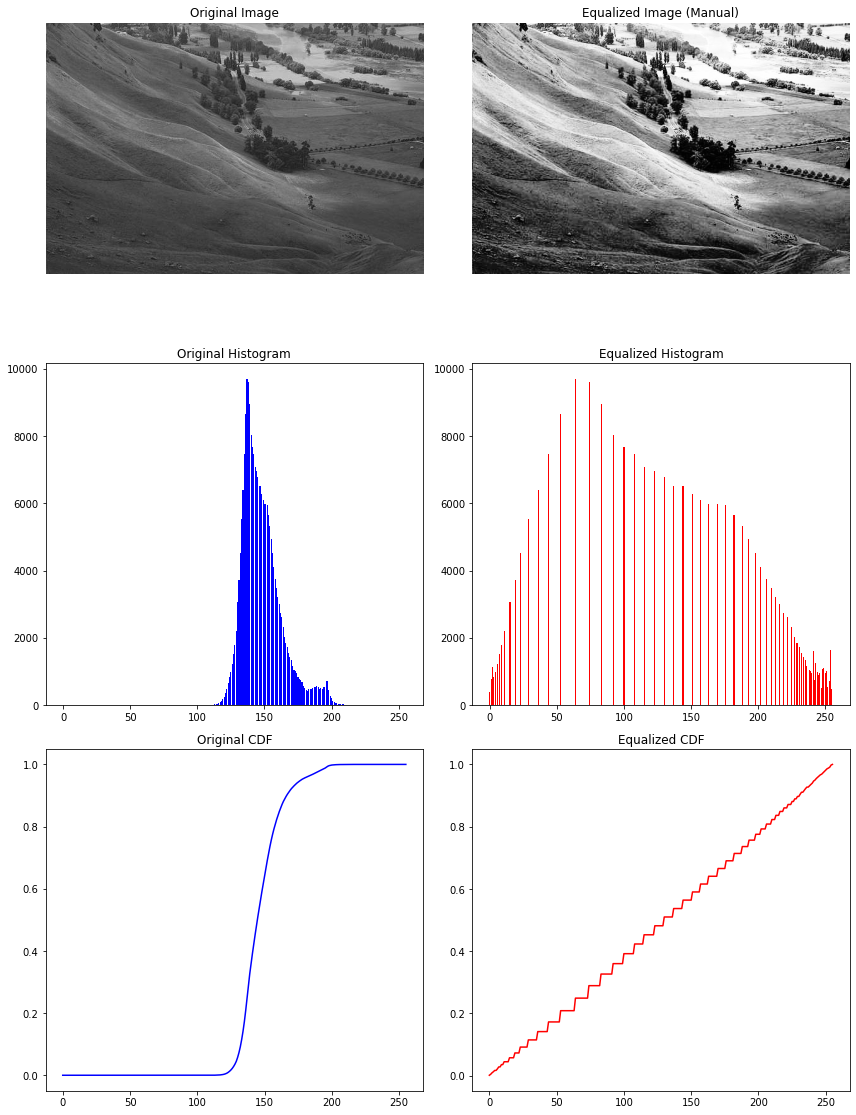 Original Image
Equalized Image (Manual)
Original Histogram
Equalized Histogram
10000
8000
6000
4000
2000
0
0 50 100 150 200 250
10000
8000
6000
4000
2000
0
0 50 100 150 200 250
Original CDF
Equalized CDF
1.0
0.8
0.6
0.4
0.2
0.0
0 50 100 150 200 250
1.0
0.8
0.6
0.4
0.2
0.0
0 50 100 150 200 250